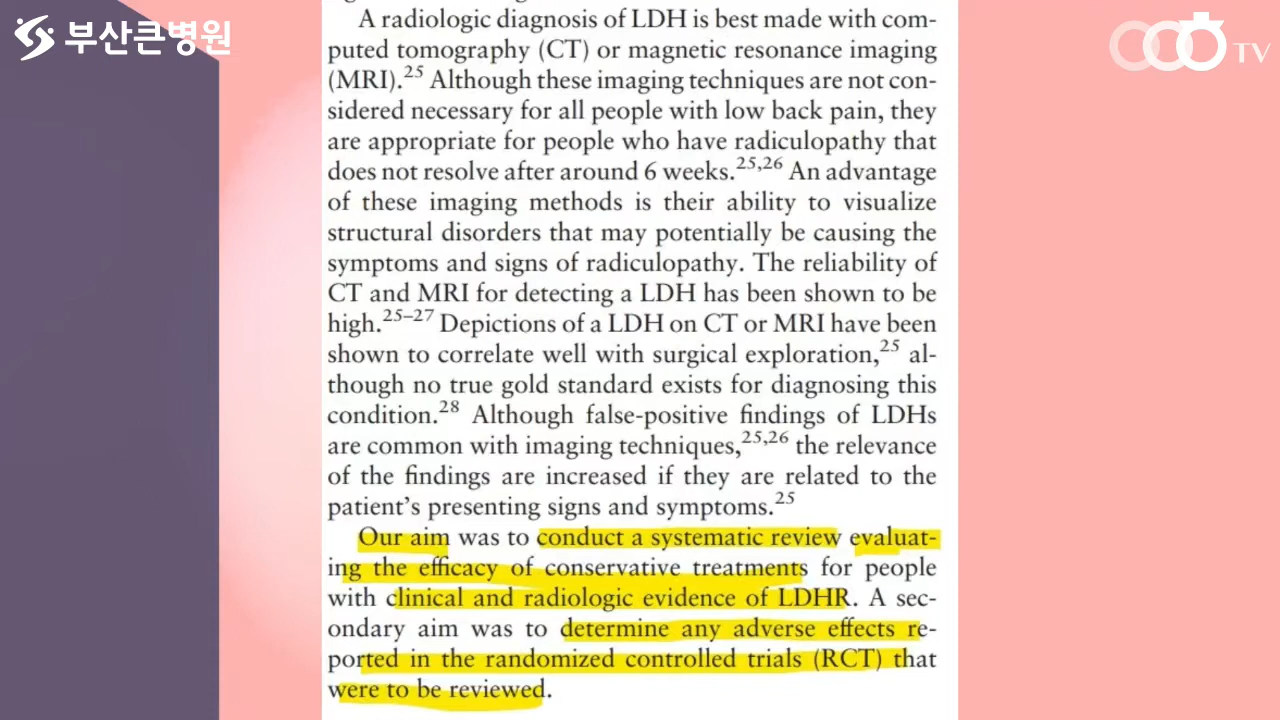 부산큰병원
TV
A radiologic diagnosis of LDH is best made with com-
puted tomography (CT) or magnetic resonance imaging
(MRI).25 Although these imaging techniques are not con-
sidered necessary for all people with low back pain, they
are appropriate for people who have radiculopathy that
does not resolve after around 6 weeks.25,26 An advantage
of these imaging methods is their ability to visualize
structural disorders that may potentially be causing the
symptoms and signs of radiculopathy. The reliability of
CT and MRI for detecting a LDH has been shown to be
high.25–27 Depictions of a LDH on CT or MRI have been
shown to correlate well with surgical exploration,25 al-
though no true gold standard exists for diagnosing this
condition.28 Although false-positive findings of LDHs
are common with imaging techniques,25,26 the relevance
of the findings are increased if they are related to the
patient's presenting signs and symptoms.25
Our aim was to conduct a systematic review evaluat-
ing the efficacy of conservative treatments for people
with clinical and radiologic evidence of LDHR. A sec-
ondary aim was to determine any adverse effects re-
ported in the randomized controlled trials (RCT) that
were to be reviewed.